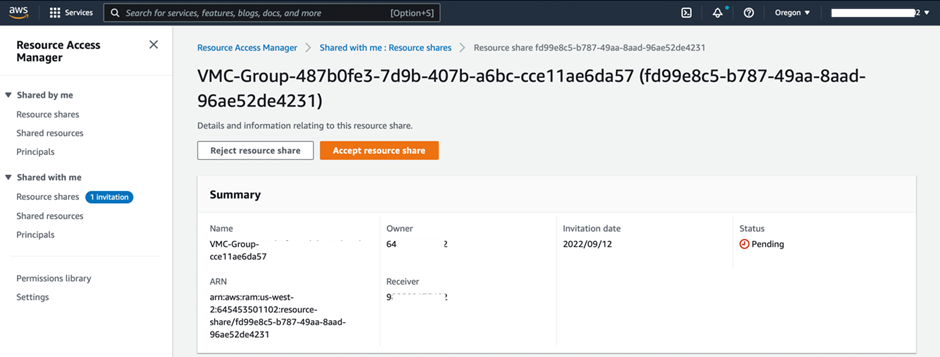 aws
Services
Search for services, features, blogs, docs, and more
[Option+S]
Oregon
2
Resource Access
Manager
Shared by me
Resource shares
Shared resources
Principals
Shared with me
Resource shares 1 invitation
Shared resources
Principals
Permissions library
Settings
Resource Access Manager > Shared with me : Resource shares > Resource share fd99e8c5-b787-49aa-8aad-96ae52de4231
VMC-Group-487b0fe3-7d9b-407b-a6bc-cce11ae6da57 (fd99e8c5-b787-49aa-8aad-
96ae52de4231)
Details and information relating to this resource share.
Reject resource share
Accept resource share
Summary
Name
VMC-Group-
cce11ae6da57
Owner
64 2
Invitation date
2022/09/12
Status
Pending
ARN
arn:aws:ram:us-west-
2:645453501102:resource-
share/fd99e8c5-b787-49aa-8aad-
96ae52de4231
Receiver
9 2